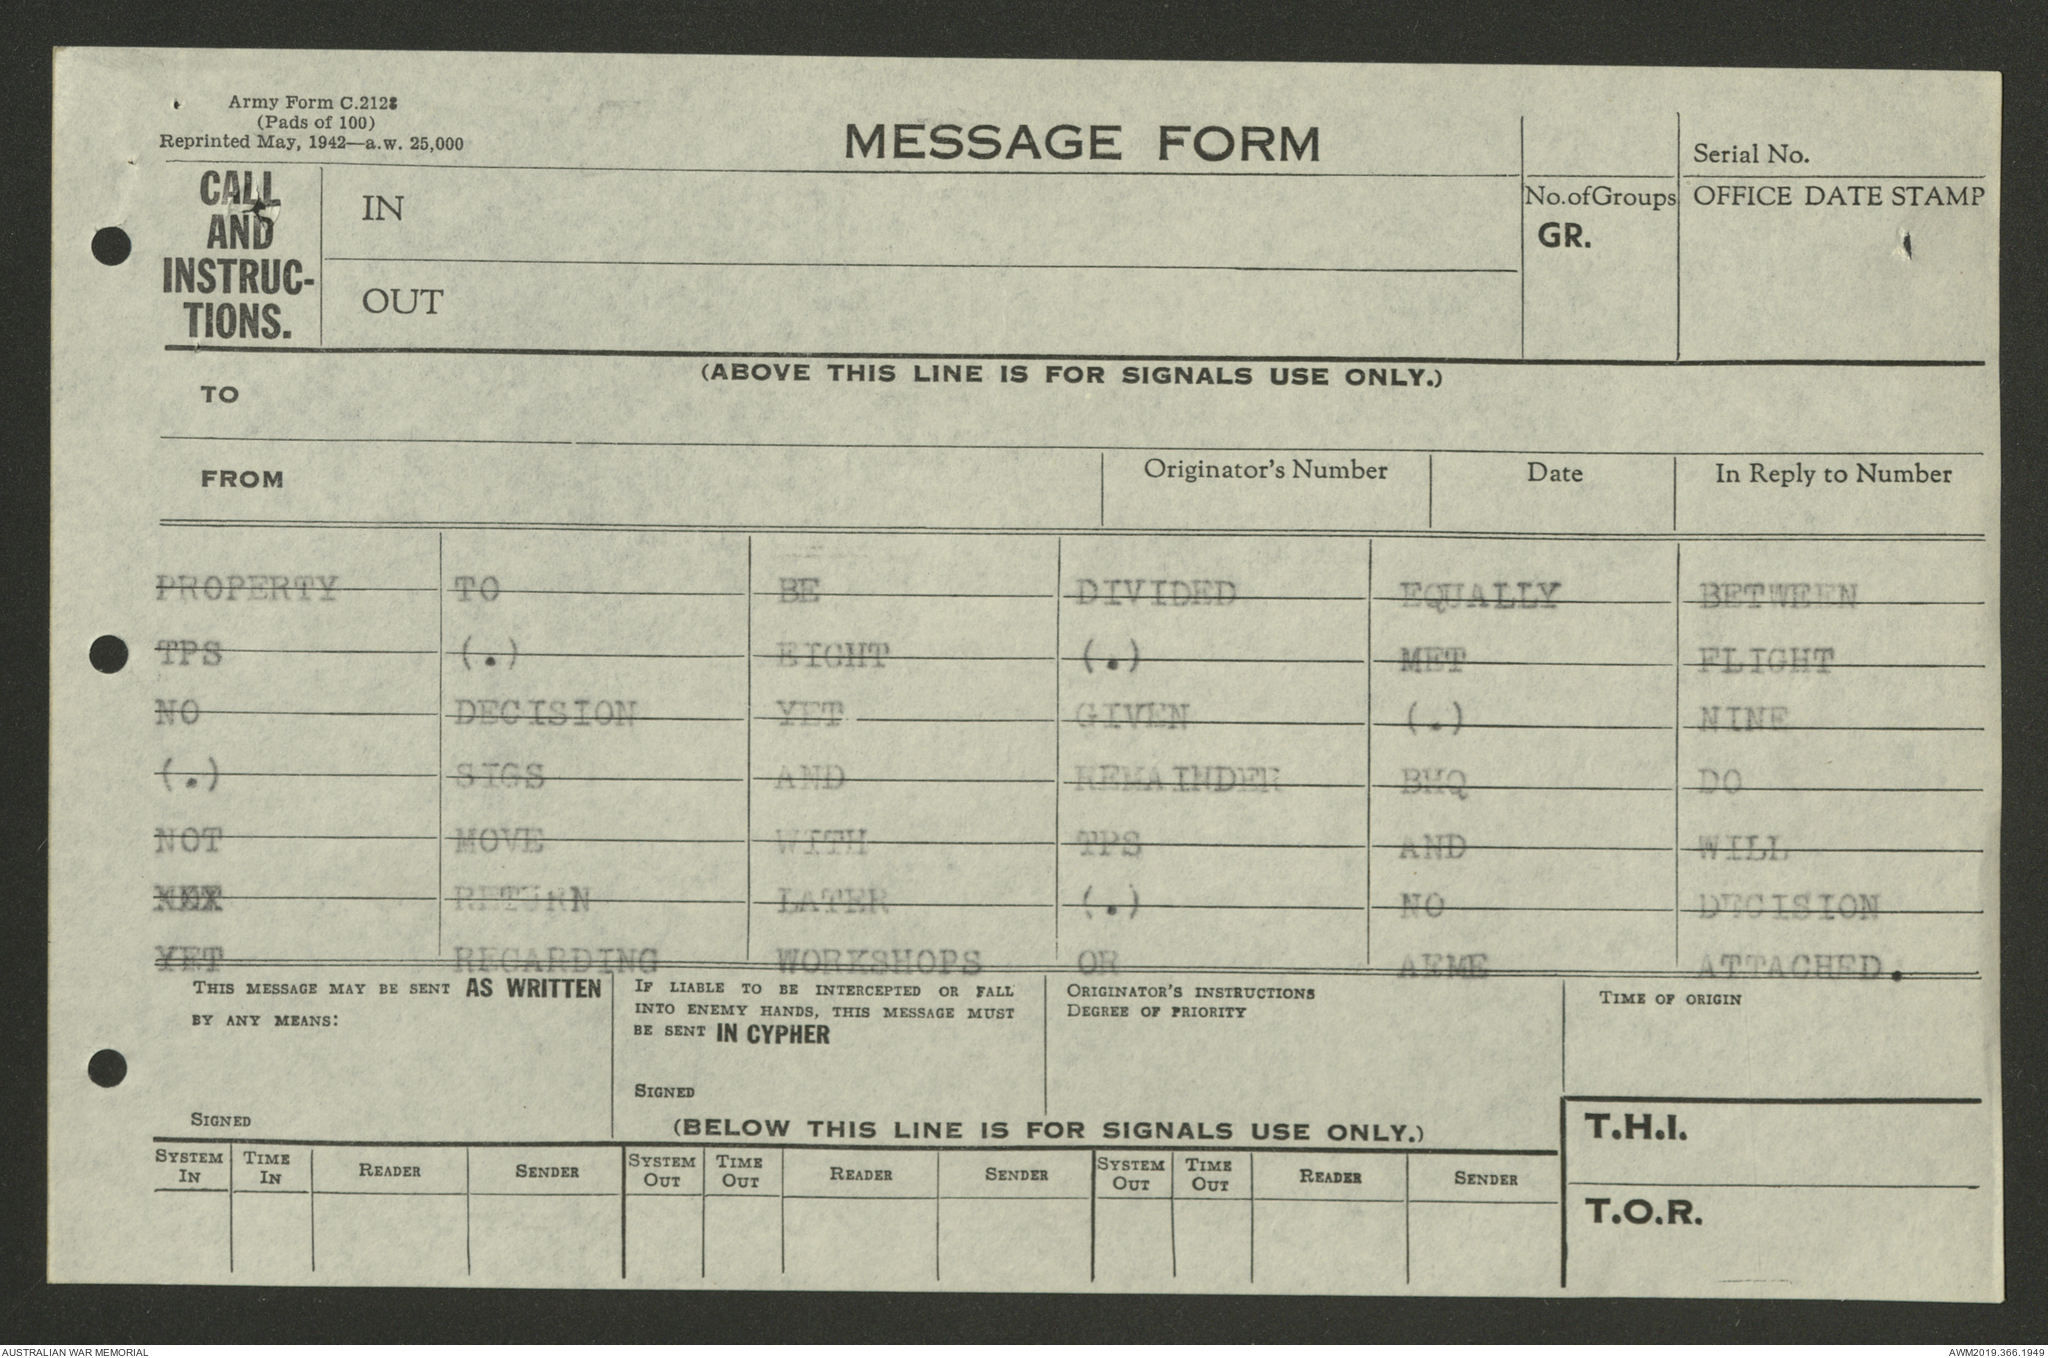 Army Form C.2128
(Pads of 100)
Reprinted May, 1942—a.w. 25,000
MESSAGE FORM
Serial No.
CALL AND INSTRUC- TIONS.
IN
No. of Groups
GR.
OFFICE DATE STAMP
OUT
(ABOVE THIS LINE IS FOR SIGNALS USE ONLY.)
TO
FROM
Originator's Number
Date
In Reply to Number
PROPERTY TO BE DIVIDED EQUALLY BETWEEN
TPS (.) EIGHT (.) MET FLIGHT
NO DECISION YET GIVEN (.) NINE
(.) SIGS AND REMAINDER BHQ DO
NOT MOVE WITH TPS AND WILL
RETURN LATER (.) NO DECISION
YET REGARDING WORKSHOPS OR AEME ATTACHED.
THIS MESSAGE MAY BE SENT AS WRITTEN
BY ANY MEANS:
SIGNED
IF LIABLE TO BE INTERCEPTED OR FALL
INTO ENEMY HANDS, THIS MESSAGE MUST
BE SENT IN CYPHER
SIGNED
ORIGINATOR'S INSTRUCTIONS
DEGREE OF PRIORITY
TIME OF ORIGIN
(BELOW THIS LINE IS FOR SIGNALS USE ONLY.)
T.H.I.
SYSTEM IN TIME IN READER SENDER SYSTEM OUT TIME OUT READER SENDER SYSTEM OUT TIME OUT READER SENDER
T.O.R.
AUSTRALIAN WAR MEMORIAL
AWM2019.366.1949